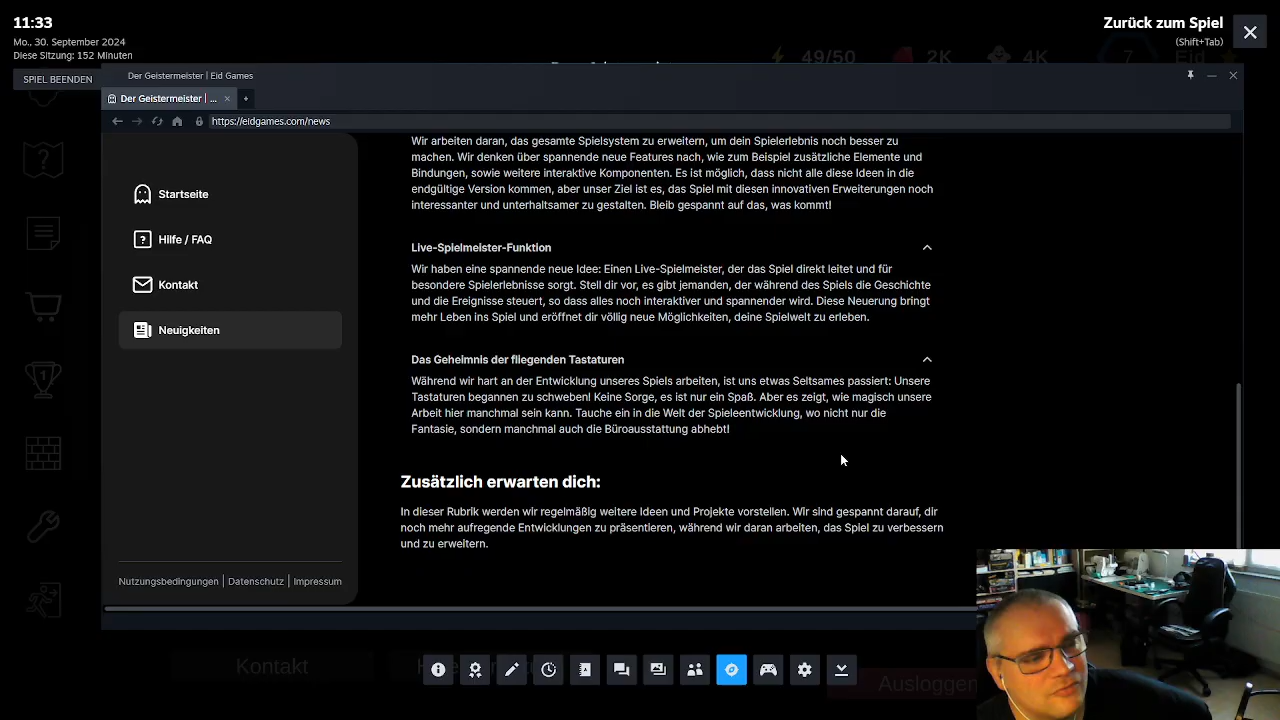 11:33
Mo., 30. September 2024
Diese Sitzung: 152 Minuten
SPIEL BEENDEN
Zurück zum Spiel
(Shift+Tab)
49/50
2K
4K
7
Eid
Der Geistermeister | Eid Games
Der Geistermeister | ...
https://eldgames.com/news
Startseite
Hilfe / FAQ
Kontakt
Neuigkeiten
Nutzungsbedingungen | Datenschutz | Impressum
Wir arbeiten daran, das gesamte Spielsystem zu erweitern, um dein Spielerlebnis noch besser zu
machen. Wir denken über spannende neue Features nach, wie zum Beispiel zusätzliche Elemente und
Bindungen, sowie weitere interaktive Komponenten. Es ist möglich, dass nicht alle diese Ideen in die
endgültige Version kommen, aber unser Ziel ist es, das Spiel mit diesen innovativen Erweiterungen noch
interessanter und unterhaltsamer zu gestalten. Bleib gespannt auf das, was kommt!
Live-Spielmeister-Funktion
Wir haben eine spannende neue Idee: Einen Live-Spielmeister, der das Spiel direkt leitet und für
besondere Spielerlebnisse sorgt. Stell dir vor, es gibt jemanden, der während des Spiels die Geschichte
und die Ereignisse steuert, so dass alles noch interaktiver und spannender wird. Diese Neuerung bringt
mehr Leben ins Spiel und eröffnet dir völlig neue Möglichkeiten, deine Spielwelt zu erleben.
Das Geheimnis der fliegenden Tastaturen
Während wir hart an der Entwicklung unseres Spiels arbeiten, ist uns etwas Seltsames passiert: Unsere
Tastaturen begannen zu schweben! Keine Sorge, es ist nur ein Spaß. Aber es zeigt, wie magisch unsere
Arbeit hier manchmal sein kann. Tauche ein in die Welt der Spieleentwicklung, wo nicht nur die
Fantasie, sondern manchmal auch die Büroausstattung abhebt!
Zusätzlich erwarten dich:
In dieser Rubrik werden wir regelmäßig weitere Ideen und Projekte vorstellen. Wir sind gespannt darauf, dir
noch mehr aufregende Entwicklungen zu präsentieren, während wir daran arbeiten, das Spiel zu verbessern
und zu erweitern.
Kontakt
Ausloggen